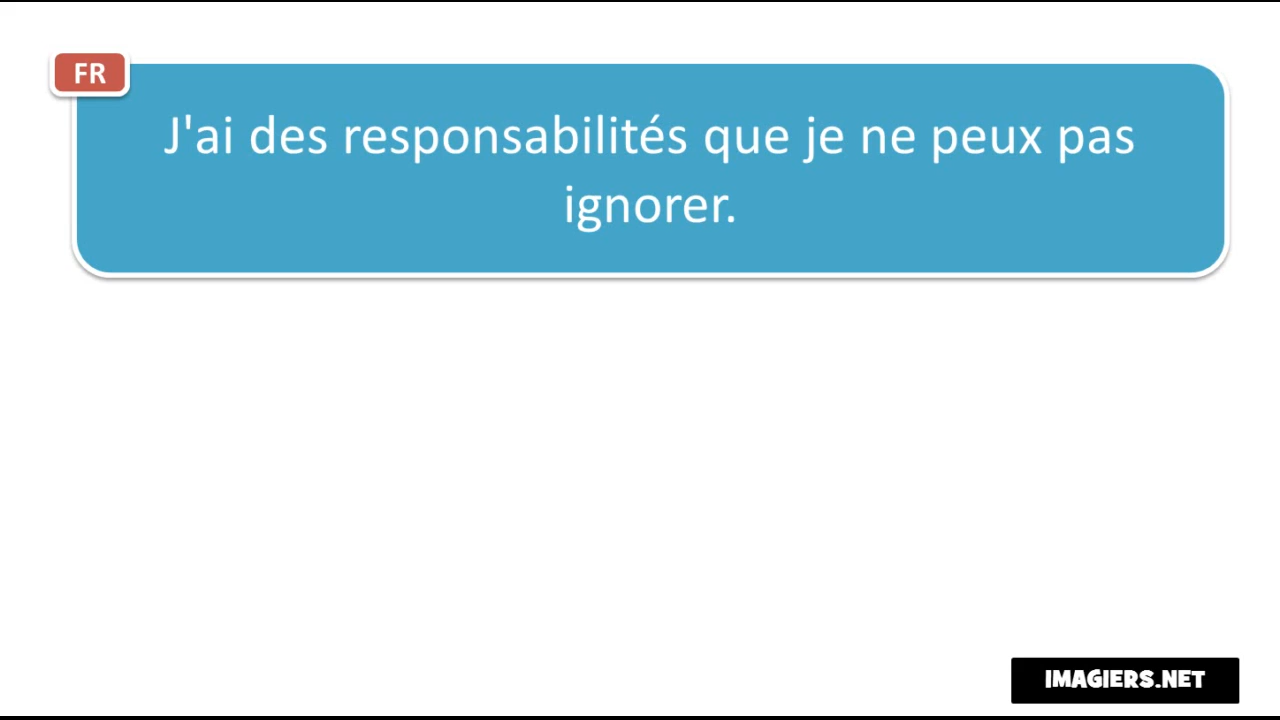 FR
J'ai des responsabilités que je ne peux pas
ignorer.
IMAGIERS.NET